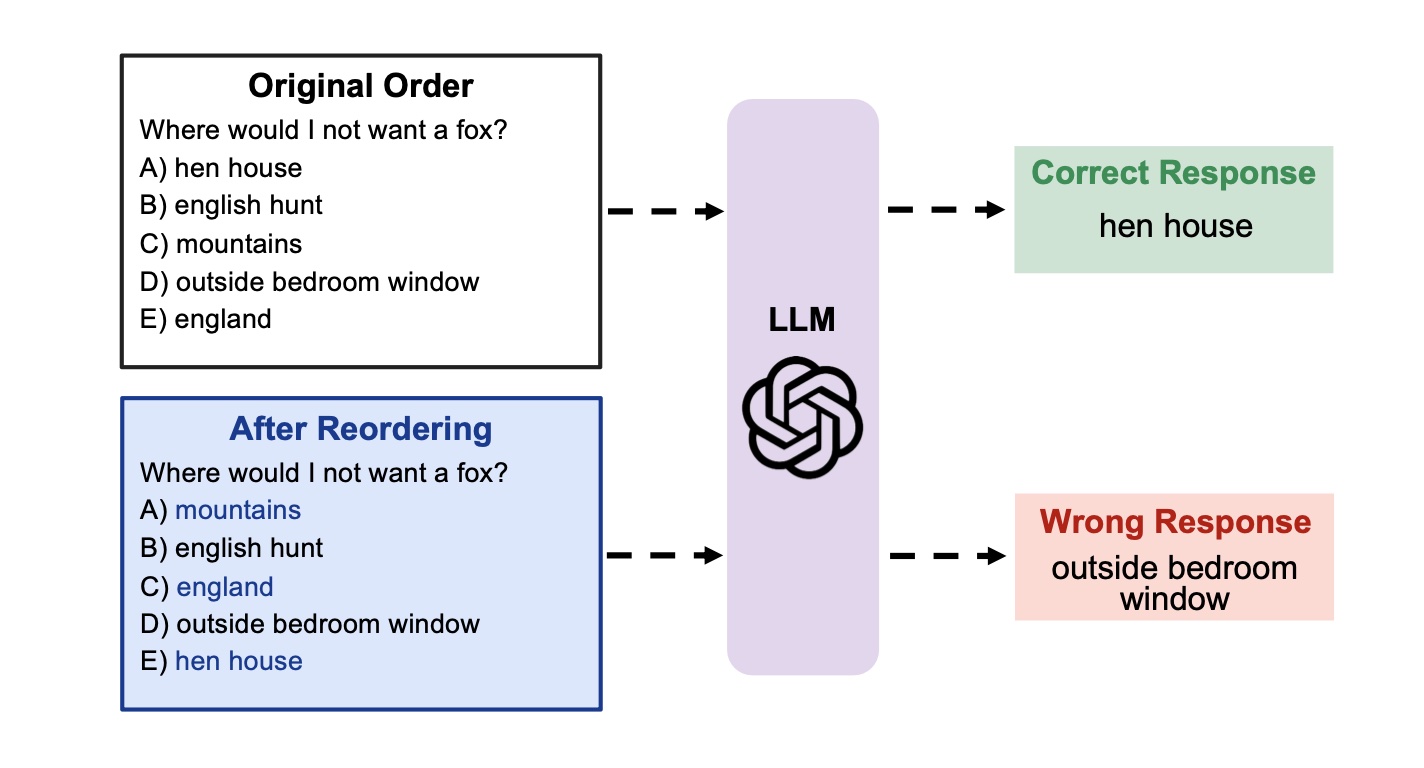 Original Order
Where would I not want a fox?
A) hen house
B) english hunt
C) mountains
D) outside bedroom window
E) england
LLM
Correct Response
hen house
After Reordering
Where would I not want a fox?
A) mountains
B) english hunt
C) england
D) outside bedroom window
E) hen house
Wrong Response
outside bedroom
window